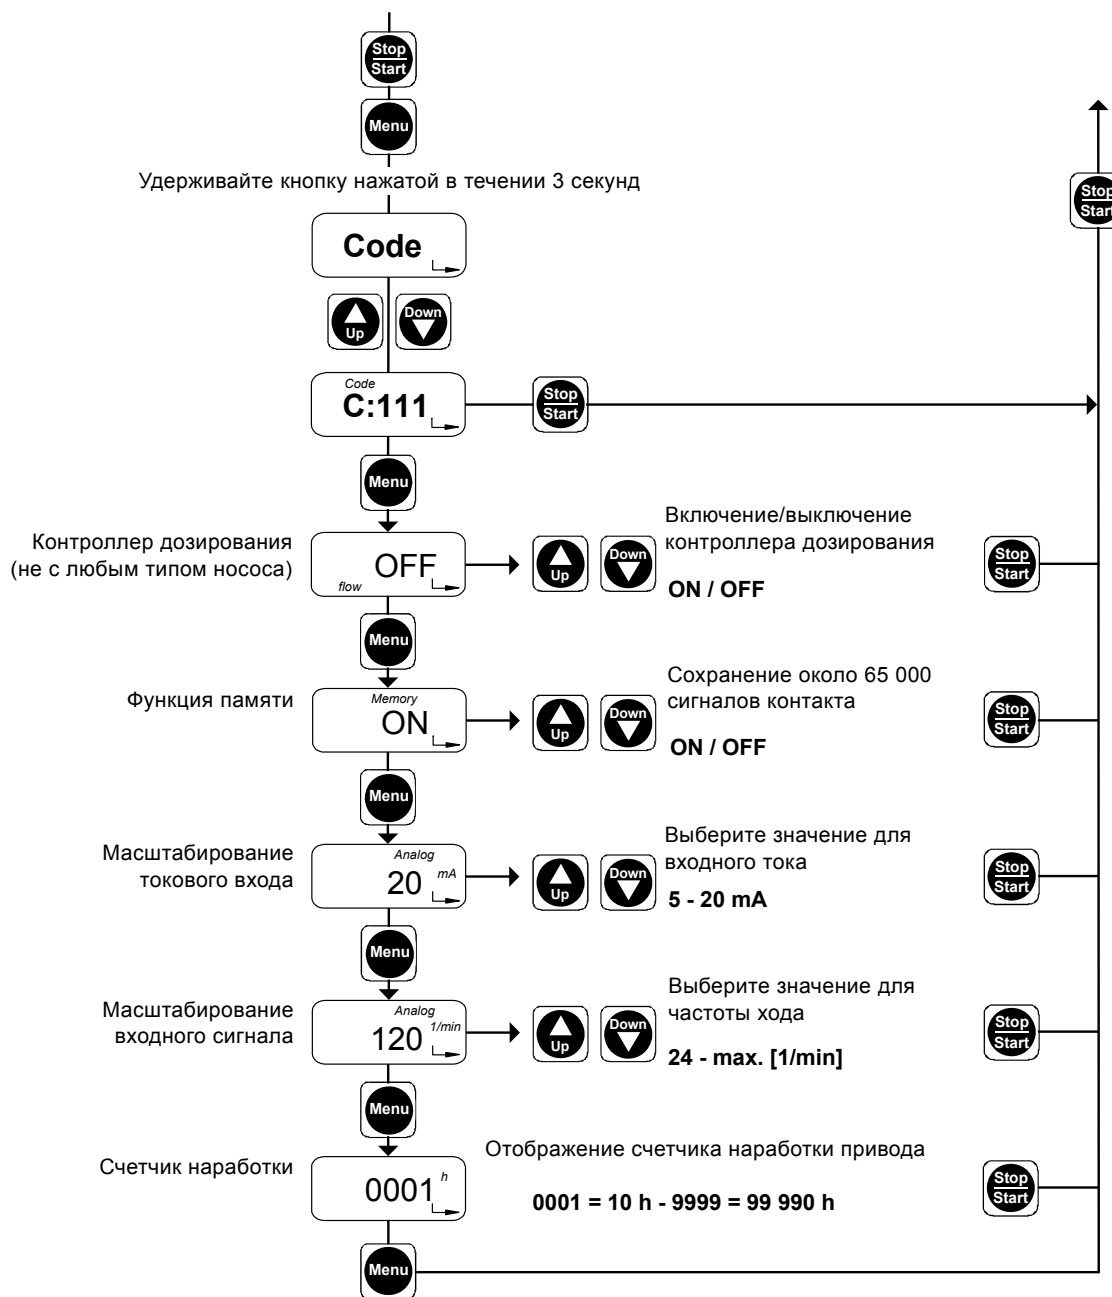 Stop
Start
Menu
Удерживайте кнопку нажатой в течении 3 секунд
Stop
Start
Code
Up
Down
Code
C:111
Stop
Start
Menu
Контроллер дозирования
(не с любым типом нососа)
OFF
flow
Up
Down
Включение/выключение
контроллера дозирования
ON / OFF
Stop
Start
Menu
Функция памяти
Memory
ON
Up
Down
Сохранение около 65 000
сигналов контакта
ON / OFF
Stop
Start
Menu
Масштабирование
токового входа
Analog
20 mA
Up
Down
Выберите значение для
входного тока
5 - 20 mA
Stop
Start
Menu
Масштабирование
входного сигнала
Analog
120 1/min
Up
Down
Выберите значение для
частоты хода
24 - max. [1/min]
Stop
Start
Menu
Счетчик наработки
0001 h
Отображение счетчика наработки привода
0001 = 10 h - 9999 = 99 990 h
Stop
Start
Menu